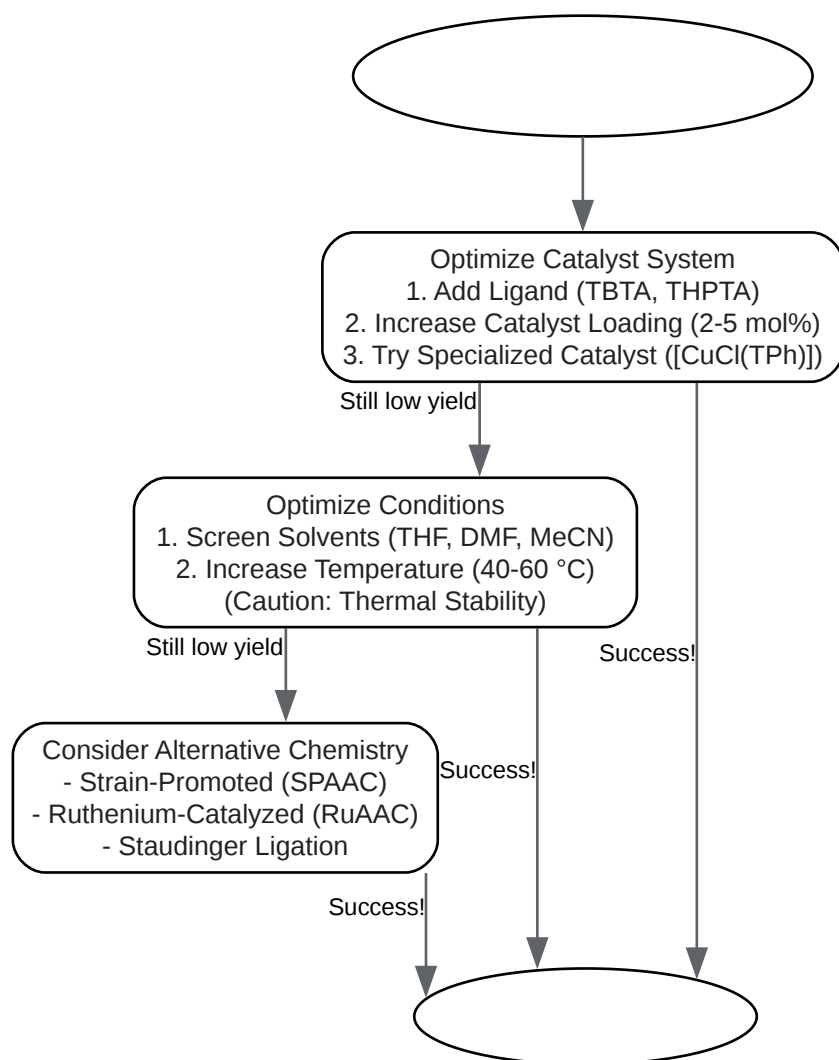 Optimize Catalyst System
1. Add Ligand (TBTA, THPTA)
2. Increase Catalyst Loading (2-5 mol%)
3. Try Specialized Catalyst ([CuCl(TPh)])
Still low yield
Optimize Conditions
1. Screen Solvents (THF, DMF, MeCN)
2. Increase Temperature (40-60 °C)
(Caution: Thermal Stability)
Still low yield
Success!
Consider Alternative Chemistry
- Strain-Promoted (SPAAC)
- Ruthenium-Catalyzed (RuAAC)
- Staudinger Ligation
Success!
Success!